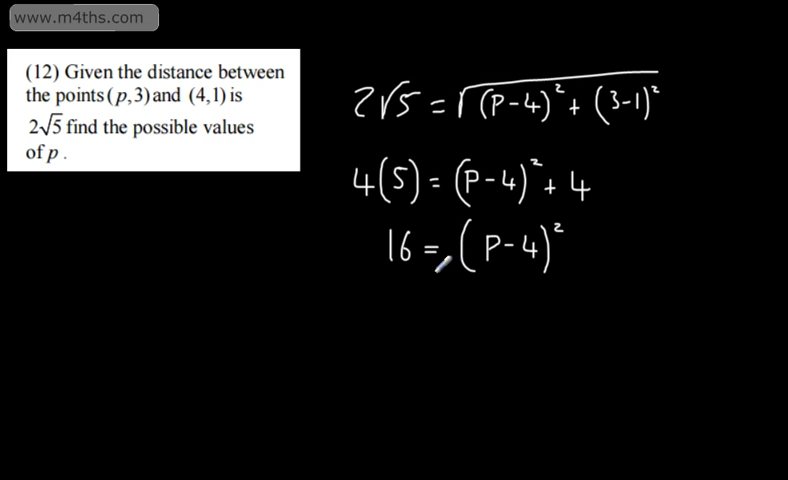 www.m4ths.com
(12) Given the distance between
the points (p,3) and (4,1) is
2√5 find the possible values
of p .
2√5 = √(P-4)² + (3-1)²
4(5) = (P-4)² + 4
16 = (P-4)²